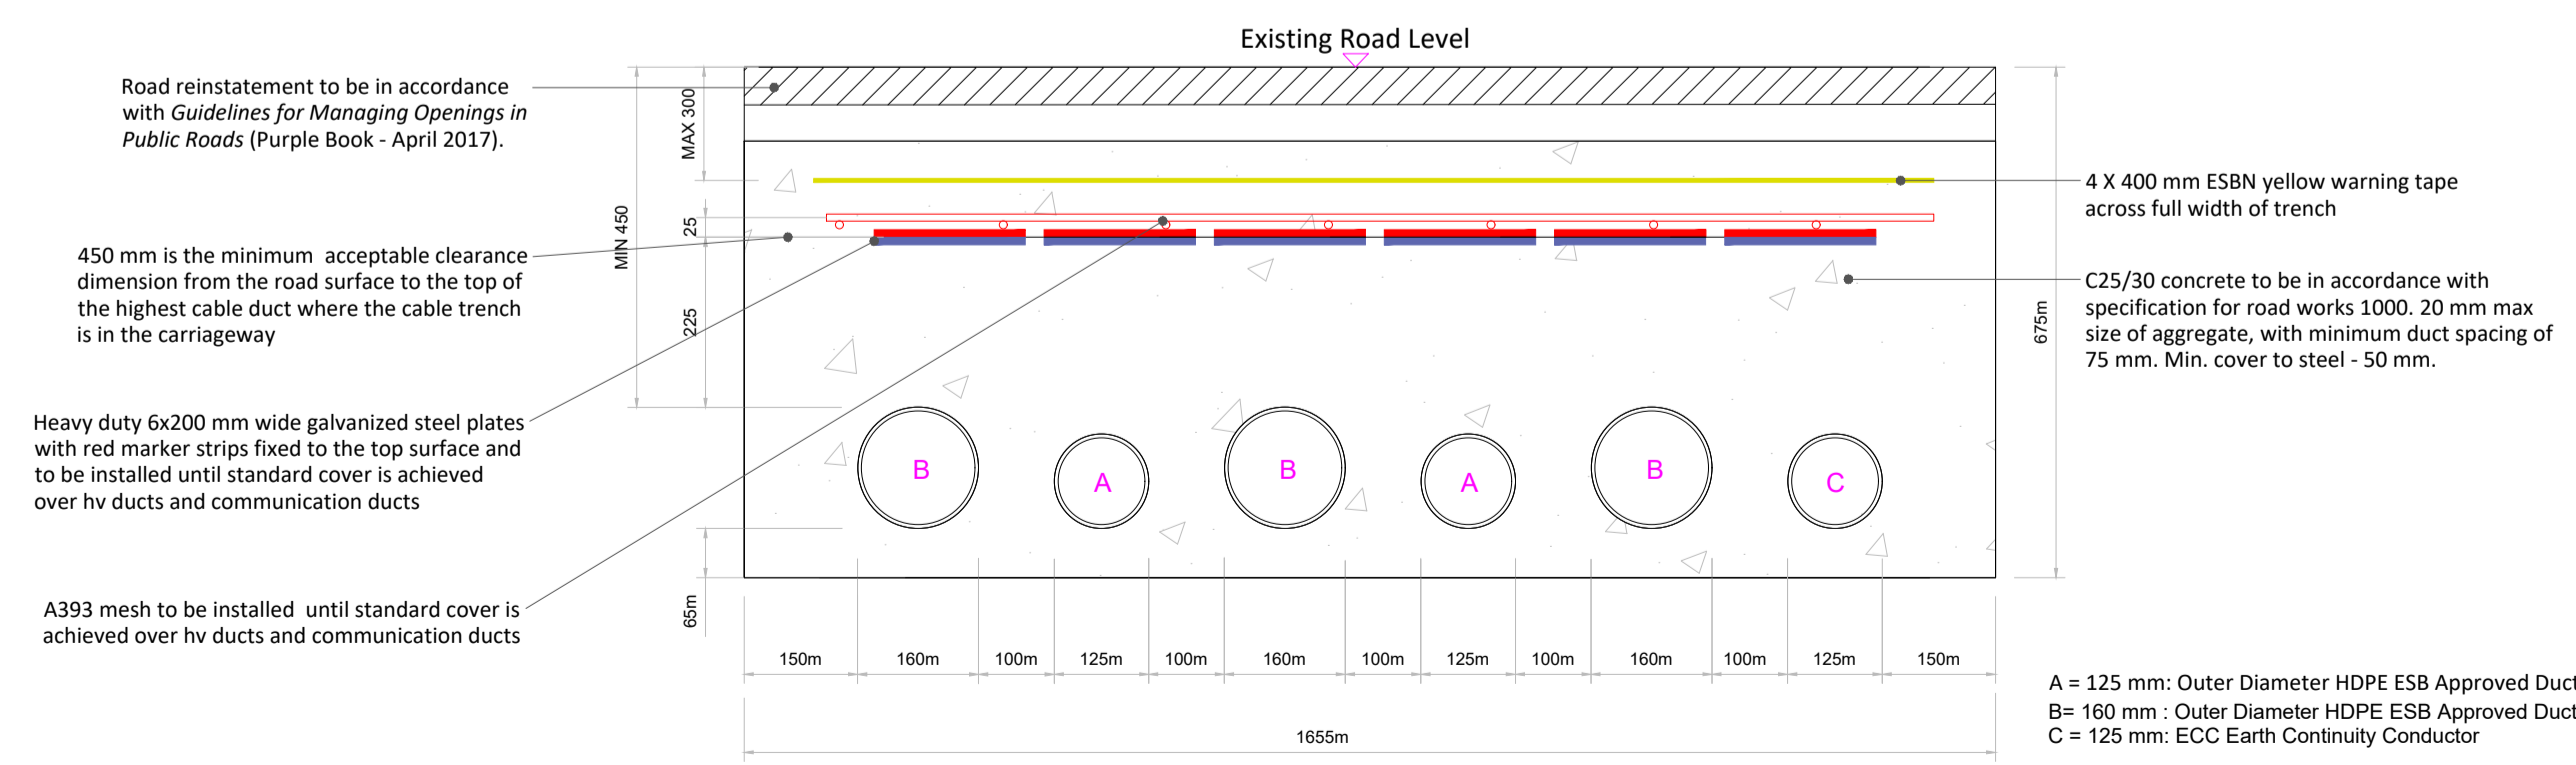 Existing Road Level
Road reinstatement to be in accordance
with Guidelines for Managing Openings in
Public Roads (Purple Book - April 2017).
450 mm is the minimum  acceptable clearance
dimension from the road surface to the top of
the highest cable duct where the cable trench
is in the carriageway
Heavy duty 6x200 mm wide galvanized steel plates
with red marker strips fixed to the top surface and
to be installed until standard cover is achieved
over hv ducts and communication ducts
A393 mesh to be installed  until standard cover is
achieved over hv ducts and communication ducts
MIN 450
MAX 300
25
225
65m
B
A
B
A
B
C
150m
160m
100m
125m
100m
160m
100m
125m
100m
160m
100m
125m
150m
1655m
675m
4 X 400 mm ESBN yellow warning tape
across full width of trench
C25/30 concrete to be in accordance with
specification for road works 1000. 20 mm max
size of aggregate, with minimum duct spacing of
75 mm. Min. cover to steel - 50 mm.
A = 125 mm: Outer Diameter HDPE ESB Approved Duct
B= 160 mm : Outer Diameter HDPE ESB Approved Duct
C = 125 mm: ECC Earth Continuity Conductor